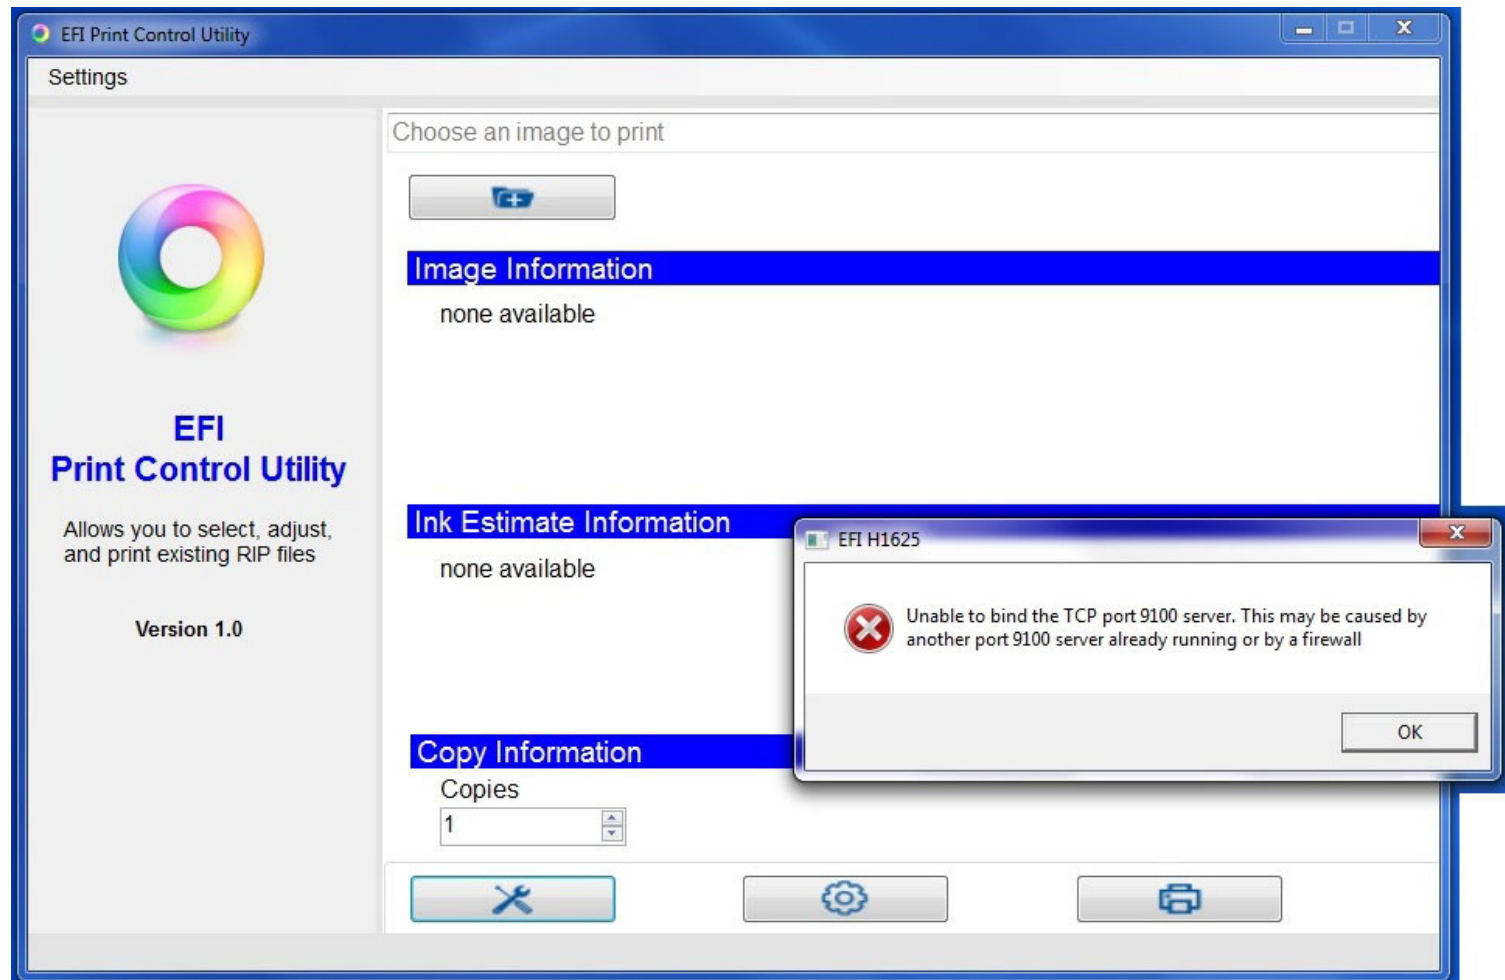 EFI Print Control Utility
Settings
Choose an image to print
Image Information
none available
EFI
Print Control Utility
Allows you to select, adjust,
and print existing RIP files
Version 1.0
Ink Estimate Information
none available
EFI H1625
Unable to bind the TCP port 9100 server. This may be caused by
another port 9100 server already running or by a firewall
OK
Copy Information
Copies
1